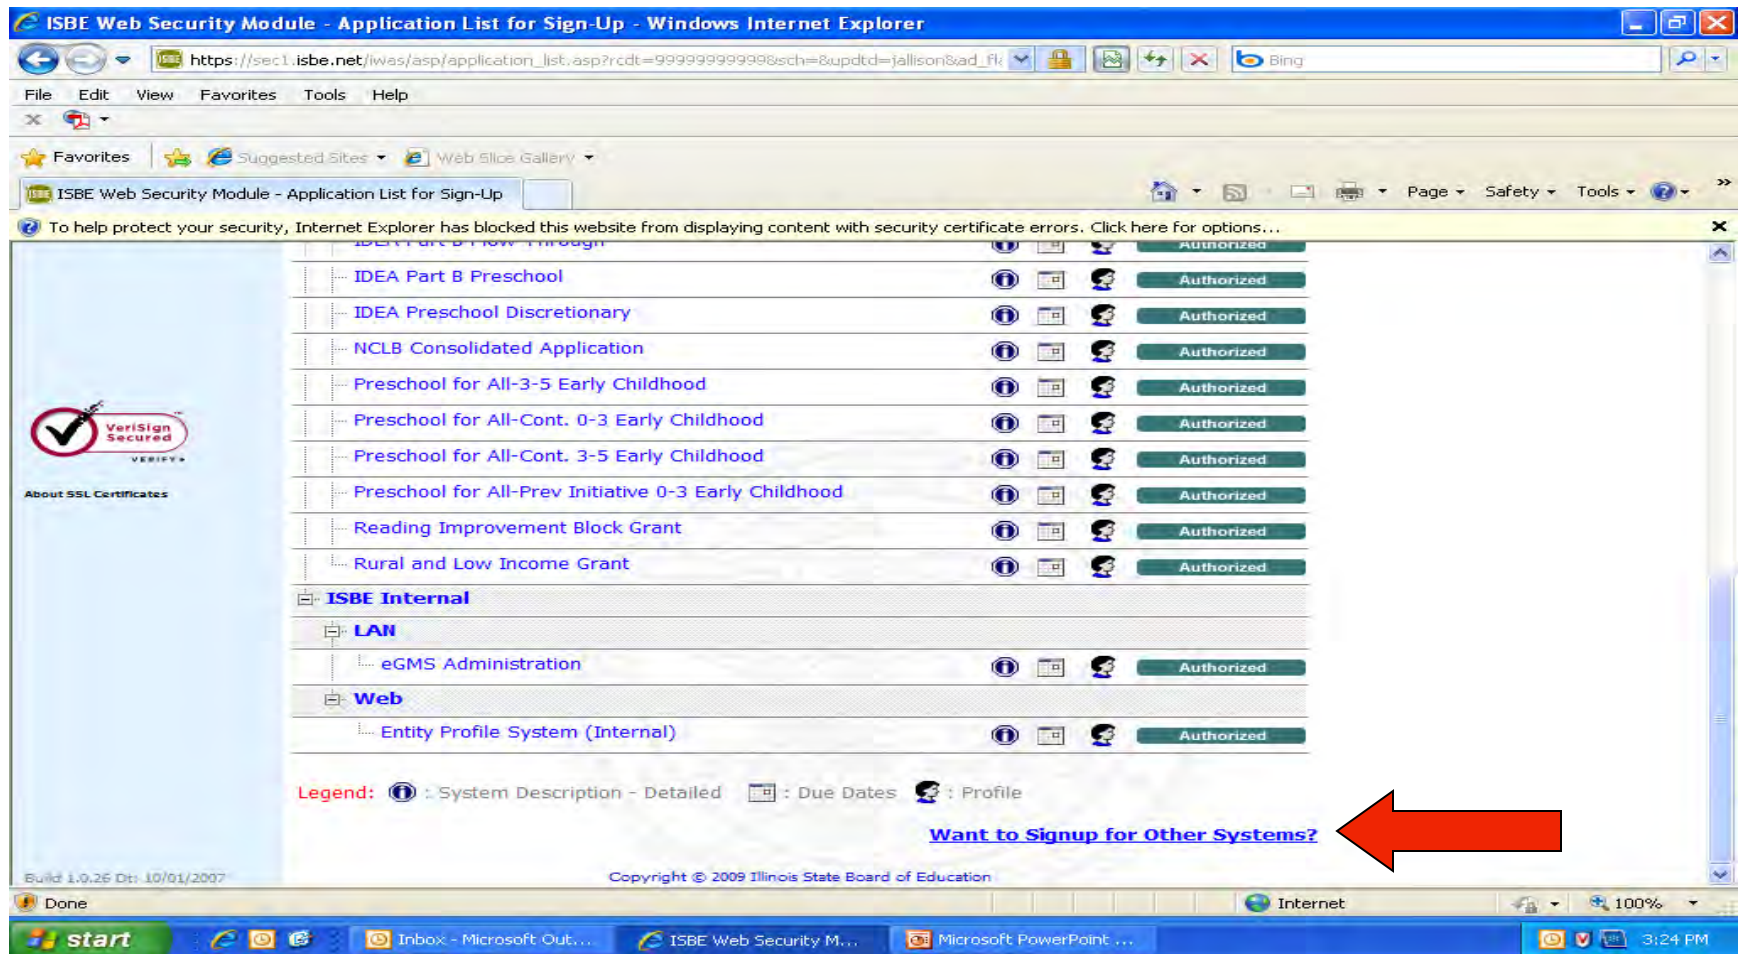 ISBE Web Security Module - Application List for Sign-Up - Windows Internet Explorer
https://sec1.isbe.net/iwas/asp/application_list.asp?rcdt=99999999999&sch=&updtd=jallison&ad_fl
Bing
File Edit View Favorites Tools Help
Favorites Suggested Sites Web Slice Gallery
ISBE Web Security Module - Application List for Sign-Up
Page Safety Tools
To help protect your security, Internet Explorer has blocked this website from displaying content with security certificate errors. Click here for options...
IDEA Part B Flow Through Authorized
IDEA Part B Preschool Authorized
IDEA Preschool Discretionary Authorized
NCLB Consolidated Application Authorized
Preschool for All-3-5 Early Childhood Authorized
Preschool for All-Cont. 0-3 Early Childhood Authorized
VeriSign
Secured
VERIFY
Preschool for All-Cont. 3-5 Early Childhood Authorized
About SSL Certificates
Preschool for All-Prev Initiative 0-3 Early Childhood Authorized
Reading Improvement Block Grant Authorized
Rural and Low Income Grant Authorized
ISBE Internal
LAN
eGMS Administration Authorized
Web
Entity Profile System (Internal) Authorized
Legend: : System Description - Detailed : Due Dates : Profile
Want to Signup for Other Systems?
Build 1.0.26 Dt: 10/01/2007
Copyright © 2009 Illinois State Board of Education
Done Internet 100%
start Inbox - Microsoft Out... ISBE Web Security M... Microsoft PowerPoint ... 3:24 PM